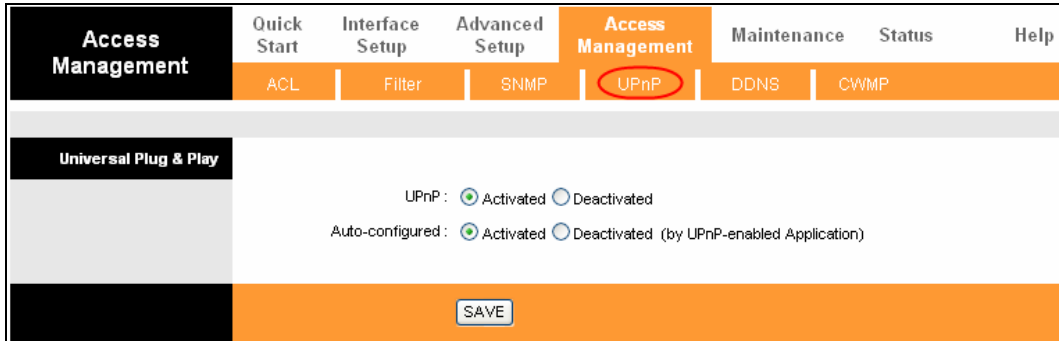 Access Management
Quick Start
Interface Setup
Advanced Setup
Access Management
Maintenance
Status
Help
ACL
Filter
SNMP
UPnP
DDNS
CWMP
Universal Plug & Play
UPnP : Activated Deactivated
Auto-configured : Activated Deactivated (by UPnP-enabled Application)
SAVE